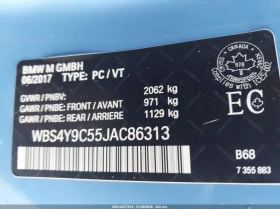 BMW M GMBH
06/2017 TYPE: PC / VT
GVWR / PNBV: 2062 kg
GAWR / PNBE: FRONT / AVANT 971 kg
GAWR / PNBE: REAR / ARRIERE 1129 kg
WBS4Y9C55JAC86313
CANADA
EC
B68
7 355 883